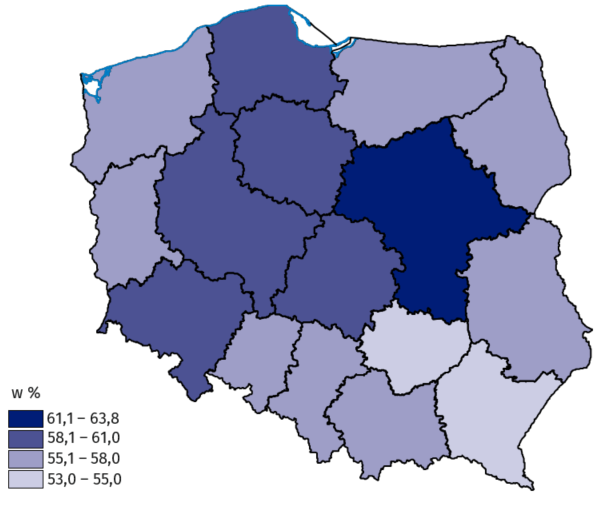 w %
61,1 – 63,8
58,1 – 61,0
55,1 – 58,0
53,0 – 55,0